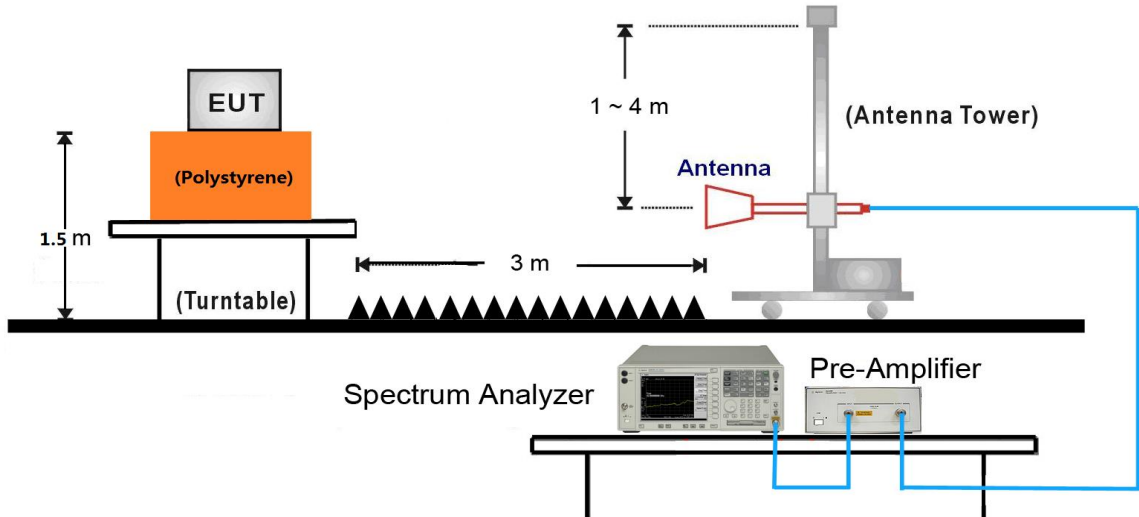 EUT
(Polystyrene)
1.5 m
(Turntable)
3 m
1 ~ 4 m
Antenna
(Antenna Tower)
Spectrum Analyzer
Pre-Amplifier